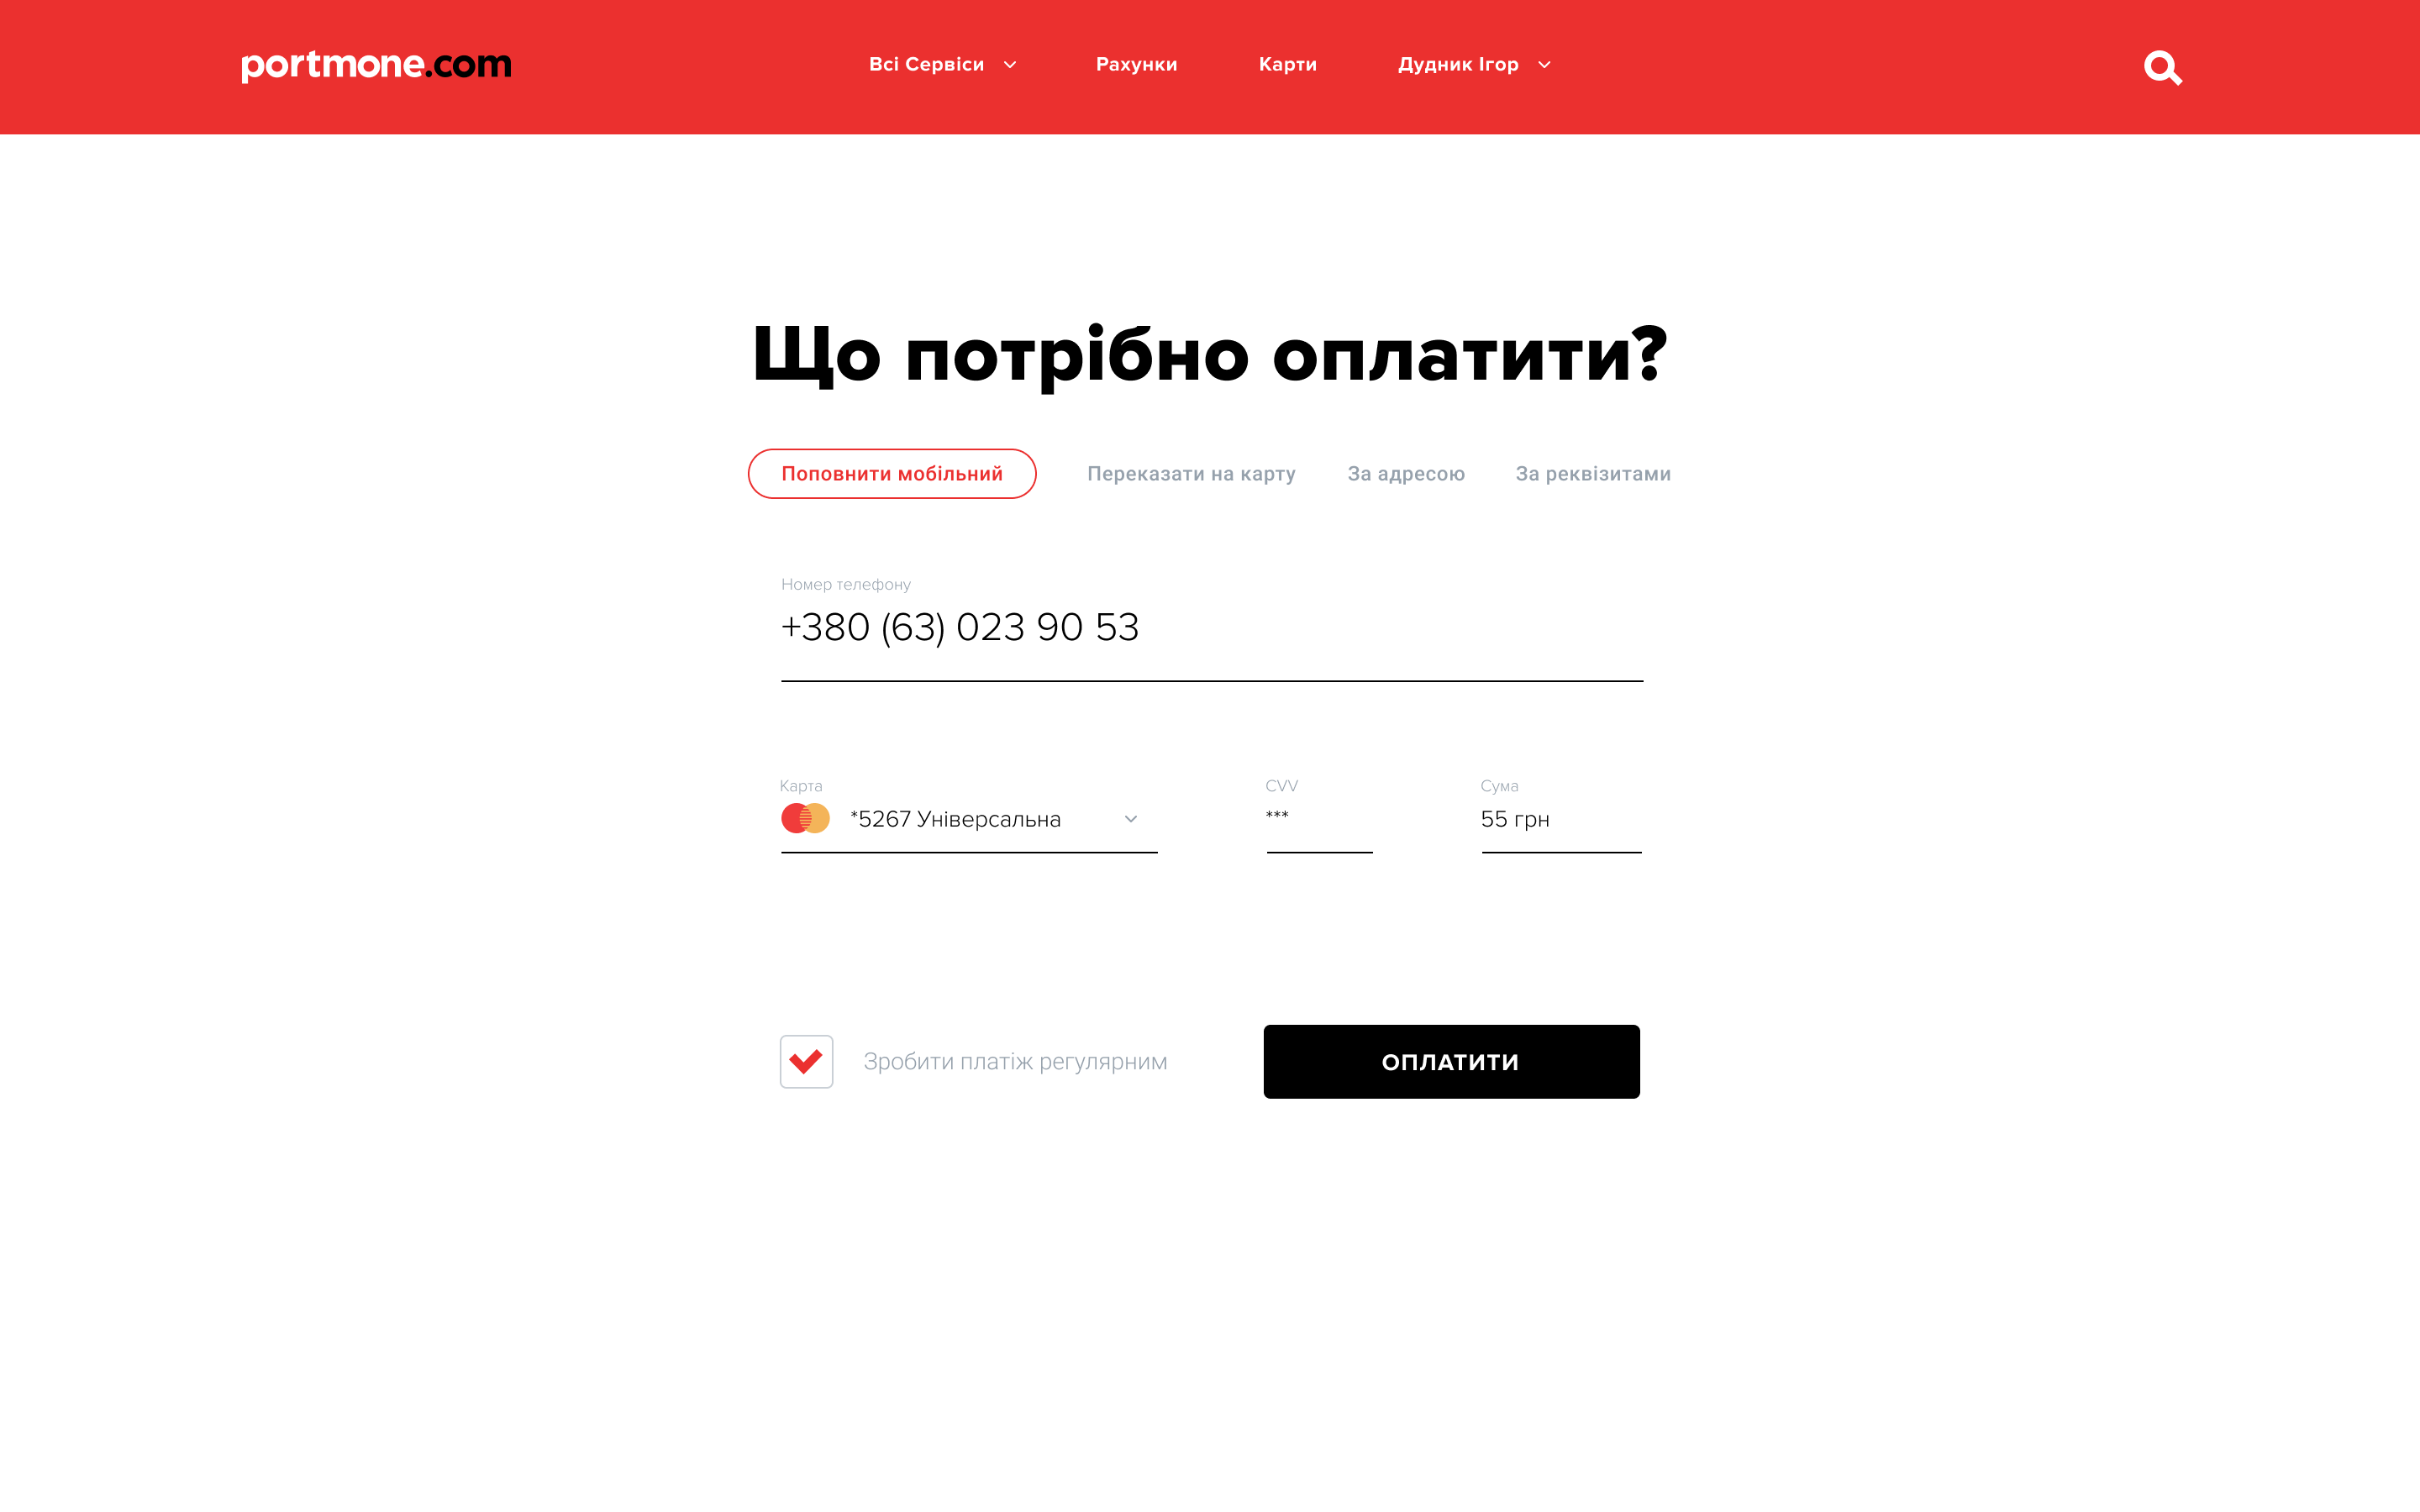 portmone.com
Всі Сервіси
Рахунки
Карти
Дудник Ігор
Що потрібно оплатити?
Поповнити мобільний
Переказати на карту
За адресою
За реквізитами
Номер телефону
+380 (63) 023 90 53
Карта
CVV
Сума
*5267 Універсальна
***
55 грн
Зробити платіж регулярним
ОПЛАТИТИ